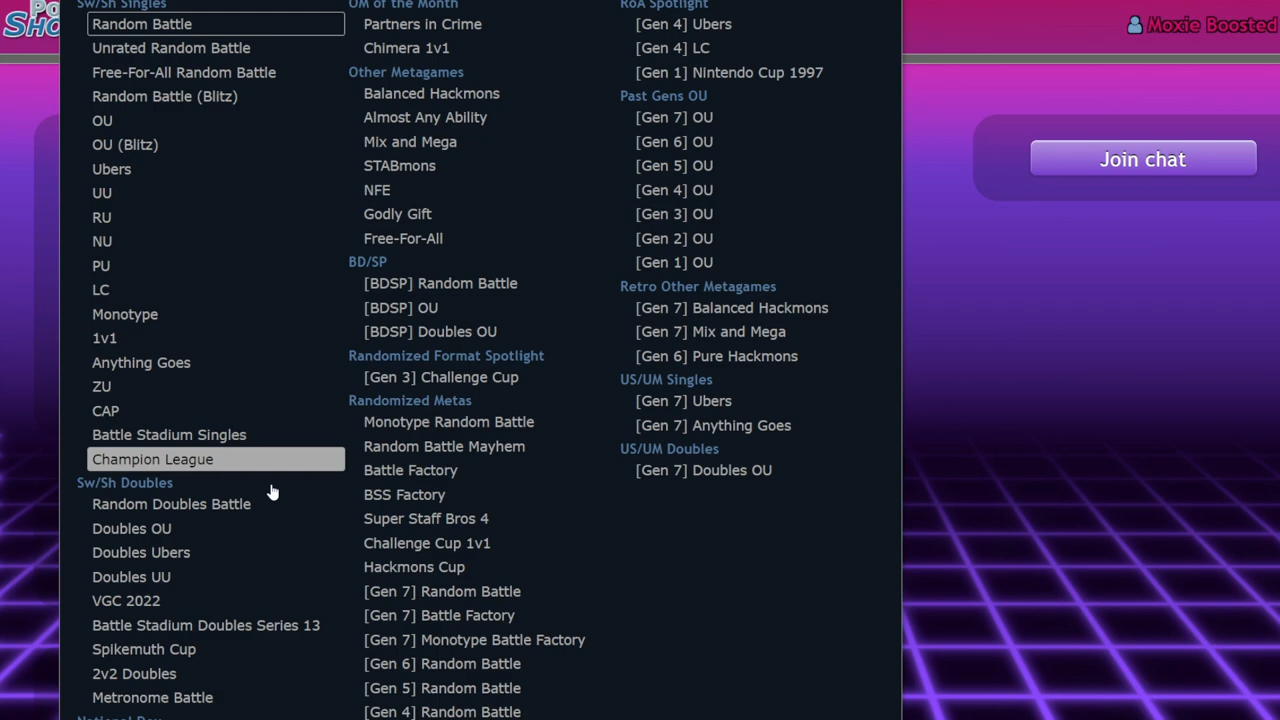 Sw/Sh Singles
Random Battle
Unrated Random Battle
Free-For-All Random Battle
Random Battle (Blitz)
OU
OU (Blitz)
Ubers
UU
RU
NU
PU
LC
Monotype
1v1
Anything Goes
ZU
CAP
Battle Stadium Singles
Champion League
Sw/Sh Doubles
Random Doubles Battle
Doubles OU
Doubles Ubers
Doubles UU
VGC 2022
Battle Stadium Doubles Series 13
Spikemuth Cup
2v2 Doubles
Metronome Battle
OM of the Month
Partners in Crime
Chimera 1v1
Other Metagames
Balanced Hackmons
Almost Any Ability
Mix and Mega
STABmons
NFE
Godly Gift
Free-For-All
BD/SP
[BDSP] Random Battle
[BDSP] OU
[BDSP] Doubles OU
Randomized Format Spotlight
[Gen 3] Challenge Cup
Randomized Metas
Monotype Random Battle
Random Battle Mayhem
Battle Factory
BSS Factory
Super Staff Bros 4
Challenge Cup 1v1
Hackmons Cup
[Gen 7] Random Battle
[Gen 7] Battle Factory
[Gen 7] Monotype Battle Factory
[Gen 6] Random Battle
[Gen 5] Random Battle
[Gen 4] Random Battle
RoA Spotlight
[Gen 4] Ubers
[Gen 4] LC
[Gen 1] Nintendo Cup 1997
Past Gens OU
[Gen 7] OU
[Gen 6] OU
[Gen 5] OU
[Gen 4] OU
[Gen 3] OU
[Gen 2] OU
[Gen 1] OU
Retro Other Metagames
[Gen 7] Balanced Hackmons
[Gen 7] Mix and Mega
[Gen 6] Pure Hackmons
US/UM Singles
[Gen 7] Ubers
[Gen 7] Anything Goes
US/UM Doubles
[Gen 7] Doubles OU
Moxie Boosted
Join chat